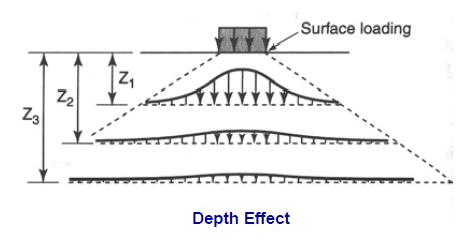 Surface loading
Z1
Z2
Z3
Depth Effect